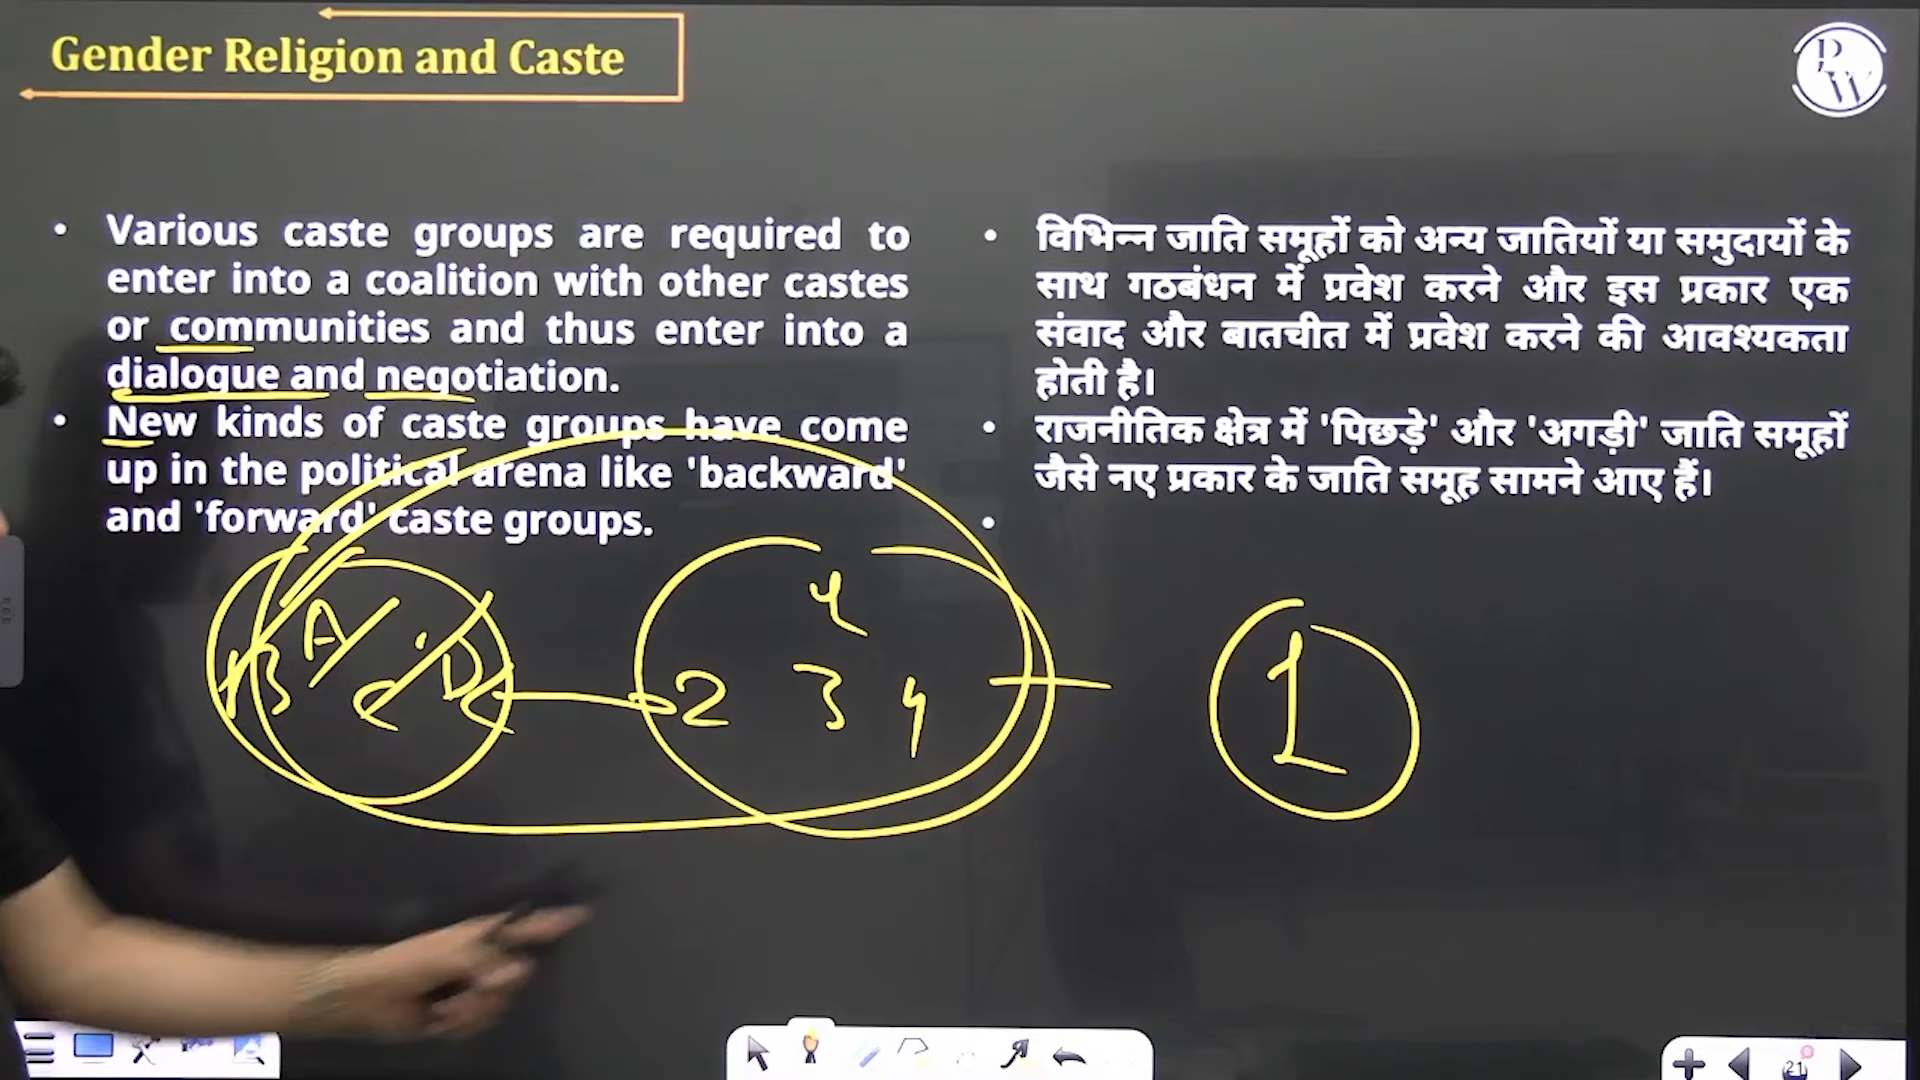 Gender Religion and Caste
PW
• Various caste groups are required to
enter into a coalition with other castes
or communities and thus enter into a
dialogue and negotiation.
• New kinds of caste groups have come
up in the political arena like 'backward'
and 'forward' caste groups.
• विभिन्न जाति समूहों को अन्य जातियों या समुदायों के
साथ गठबंधन में प्रवेश करने और इस प्रकार एक
संवाद और बातचीत में प्रवेश करने की आवश्यकता
होती है।
• राजनीतिक क्षेत्र में 'पिछड़े' और 'अगड़ी' जाति समूहों
जैसे नए प्रकार के जाति समूह सामने आए हैं।
•
A
B C D
2 3 4
1
21